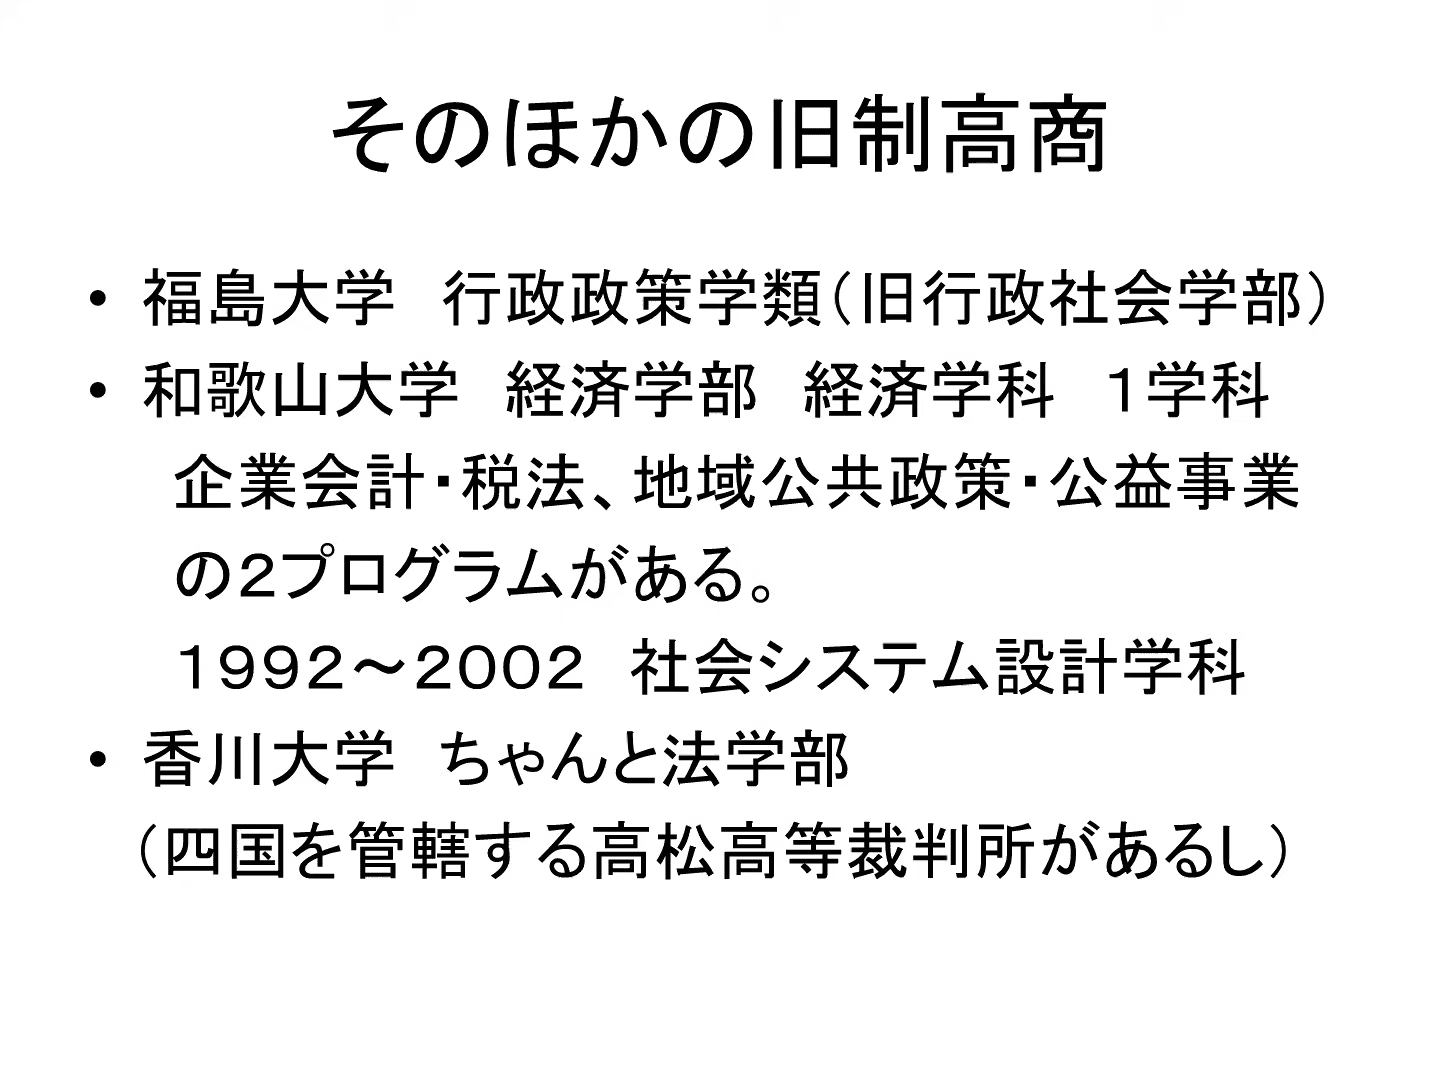 そのほかの旧制高商
• 福島大学　行政政策学類（旧行政社会学部）
• 和歌山大学　経済学部　経済学科　１学科
企業会計・税法、地域公共政策・公益事業
の２プログラムがある。
１９９２～２００２　社会システム設計学科
• 香川大学　ちゃんと法学部
（四国を管轄する高松高等裁判所があるし）